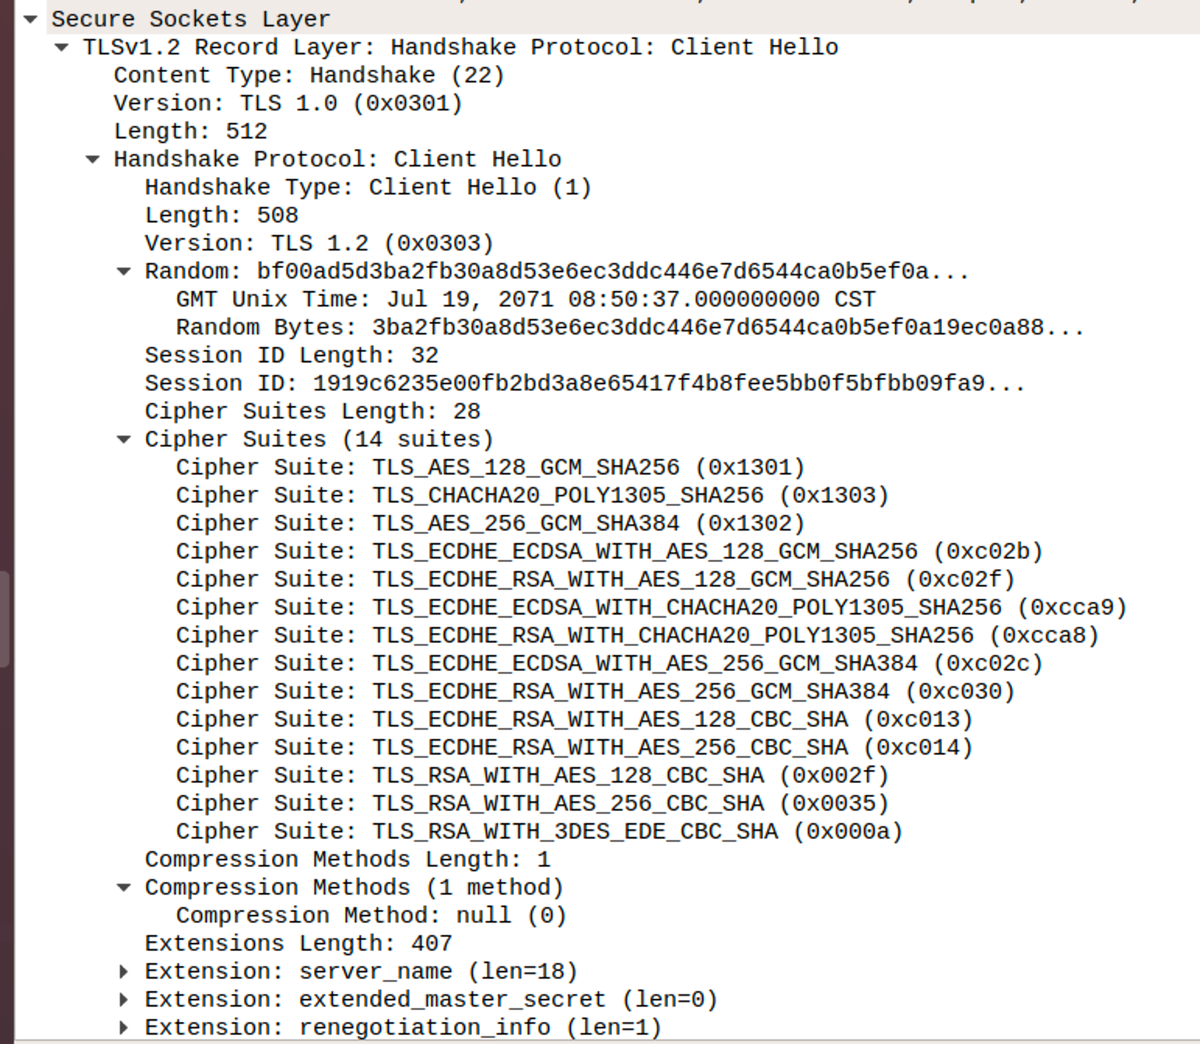 Secure Sockets Layer
TLSv1.2 Record Layer: Handshake Protocol: Client Hello
Content Type: Handshake (22)
Version: TLS 1.0 (0x0301)
Length: 512
Handshake Protocol: Client Hello
Handshake Type: Client Hello (1)
Length: 508
Version: TLS 1.2 (0x0303)
Random: bf00ad5d3ba2fb30a8d53e6ec3ddc446e7d6544ca0b5ef0a...
GMT Unix Time: Jul 19, 2071 08:50:37.000000000 CST
Random Bytes: 3ba2fb30a8d53e6ec3ddc446e7d6544ca0b5ef0a19ec0a88...
Session ID Length: 32
Session ID: 1919c6235e00fb2bd3a8e65417f4b8fee5bb0f5bfbb09fa9...
Cipher Suites Length: 28
Cipher Suites (14 suites)
Cipher Suite: TLS_AES_128_GCM_SHA256 (0x1301)
Cipher Suite: TLS_CHACHA20_POLY1305_SHA256 (0x1303)
Cipher Suite: TLS_AES_256_GCM_SHA384 (0x1302)
Cipher Suite: TLS_ECDHE_ECDSA_WITH_AES_128_GCM_SHA256 (0xc02b)
Cipher Suite: TLS_ECDHE_RSA_WITH_AES_128_GCM_SHA256 (0xc02f)
Cipher Suite: TLS_ECDHE_ECDSA_WITH_CHACHA20_POLY1305_SHA256 (0xcca9)
Cipher Suite: TLS_ECDHE_RSA_WITH_CHACHA20_POLY1305_SHA256 (0xcca8)
Cipher Suite: TLS_ECDHE_ECDSA_WITH_AES_256_GCM_SHA384 (0xc02c)
Cipher Suite: TLS_ECDHE_RSA_WITH_AES_256_GCM_SHA384 (0xc030)
Cipher Suite: TLS_ECDHE_RSA_WITH_AES_128_CBC_SHA (0xc013)
Cipher Suite: TLS_ECDHE_RSA_WITH_AES_256_CBC_SHA (0xc014)
Cipher Suite: TLS_RSA_WITH_AES_128_CBC_SHA (0x002f)
Cipher Suite: TLS_RSA_WITH_AES_256_CBC_SHA (0x0035)
Cipher Suite: TLS_RSA_WITH_3DES_EDE_CBC_SHA (0x000a)
Compression Methods Length: 1
Compression Methods (1 method)
Compression Method: null (0)
Extensions Length: 407
Extension: server_name (len=18)
Extension: extended_master_secret (len=0)
Extension: renegotiation_info (len=1)